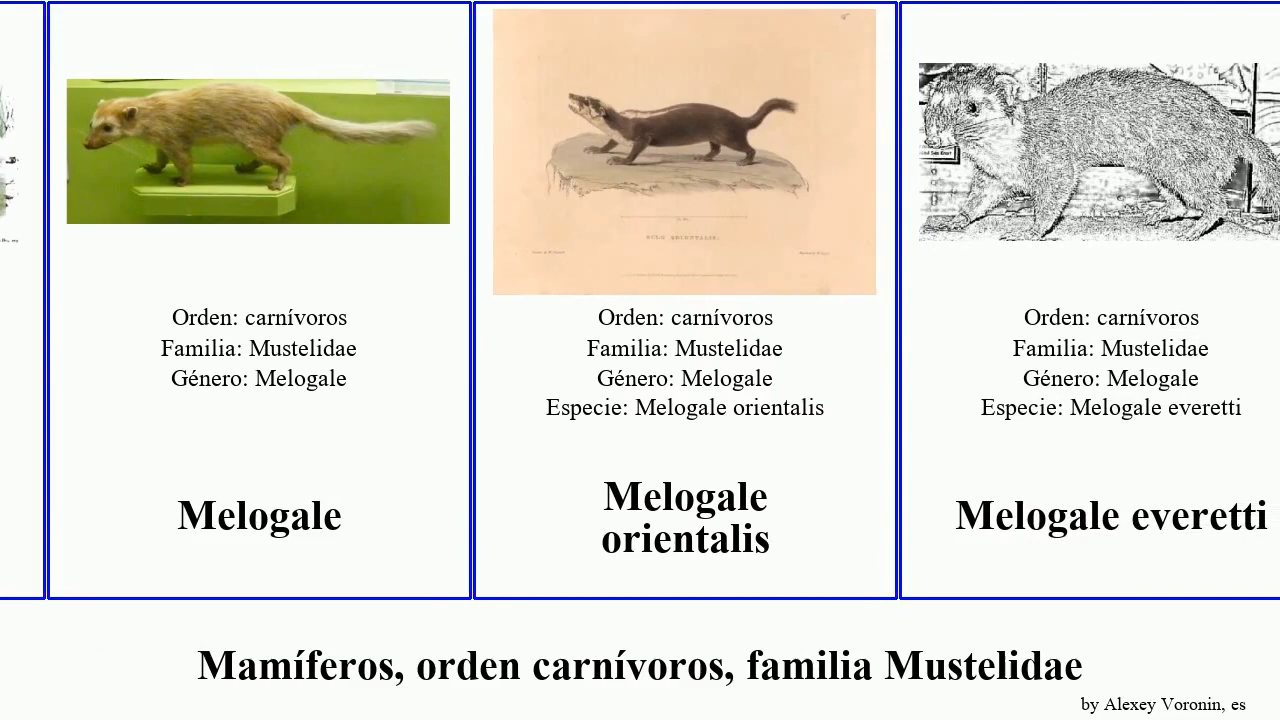 Orden: carnívoros
Familia: Mustelidae
Género: Melogale
Melogale
Orden: carnívoros
Familia: Mustelidae
Género: Melogale
Especie: Melogale orientalis
Melogale
orientalis
Orden: carnívoros
Familia: Mustelidae
Género: Melogale
Especie: Melogale everetti
Melogale everetti
Mamíferos, orden carnívoros, familia Mustelidae
by Alexey Voronin, es